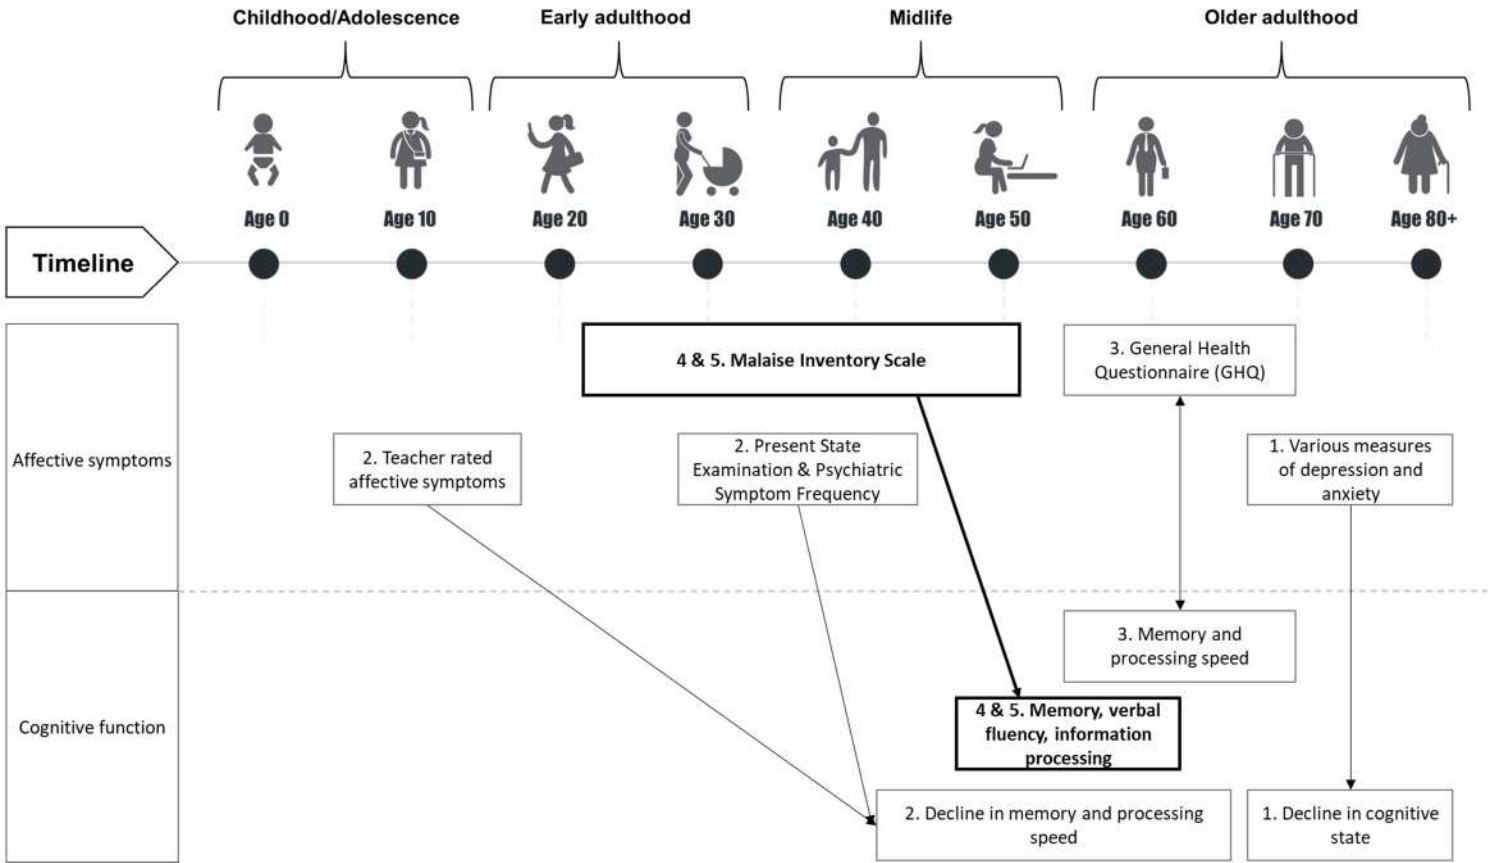 Childhood/Adolescence
Early adulthood
Midlife
Older adulthood
Age 0
Age 10
Age 20
Age 30
Age 40
Age 50
Age 60
Age 70
Age 80+
Timeline
Affective symptoms
4 & 5. Malaise Inventory Scale
3. General Health
Questionnaire (GHQ)
2. Teacher rated
affective symptoms
2. Present State
Examination & Psychiatric
Symptom Frequency
1. Various measures
of depression and
anxiety
Cognitive function
3. Memory and
processing speed
4 & 5. Memory, verbal
fluency, information
processing
2. Decline in memory and processing
speed
1. Decline in cognitive
state